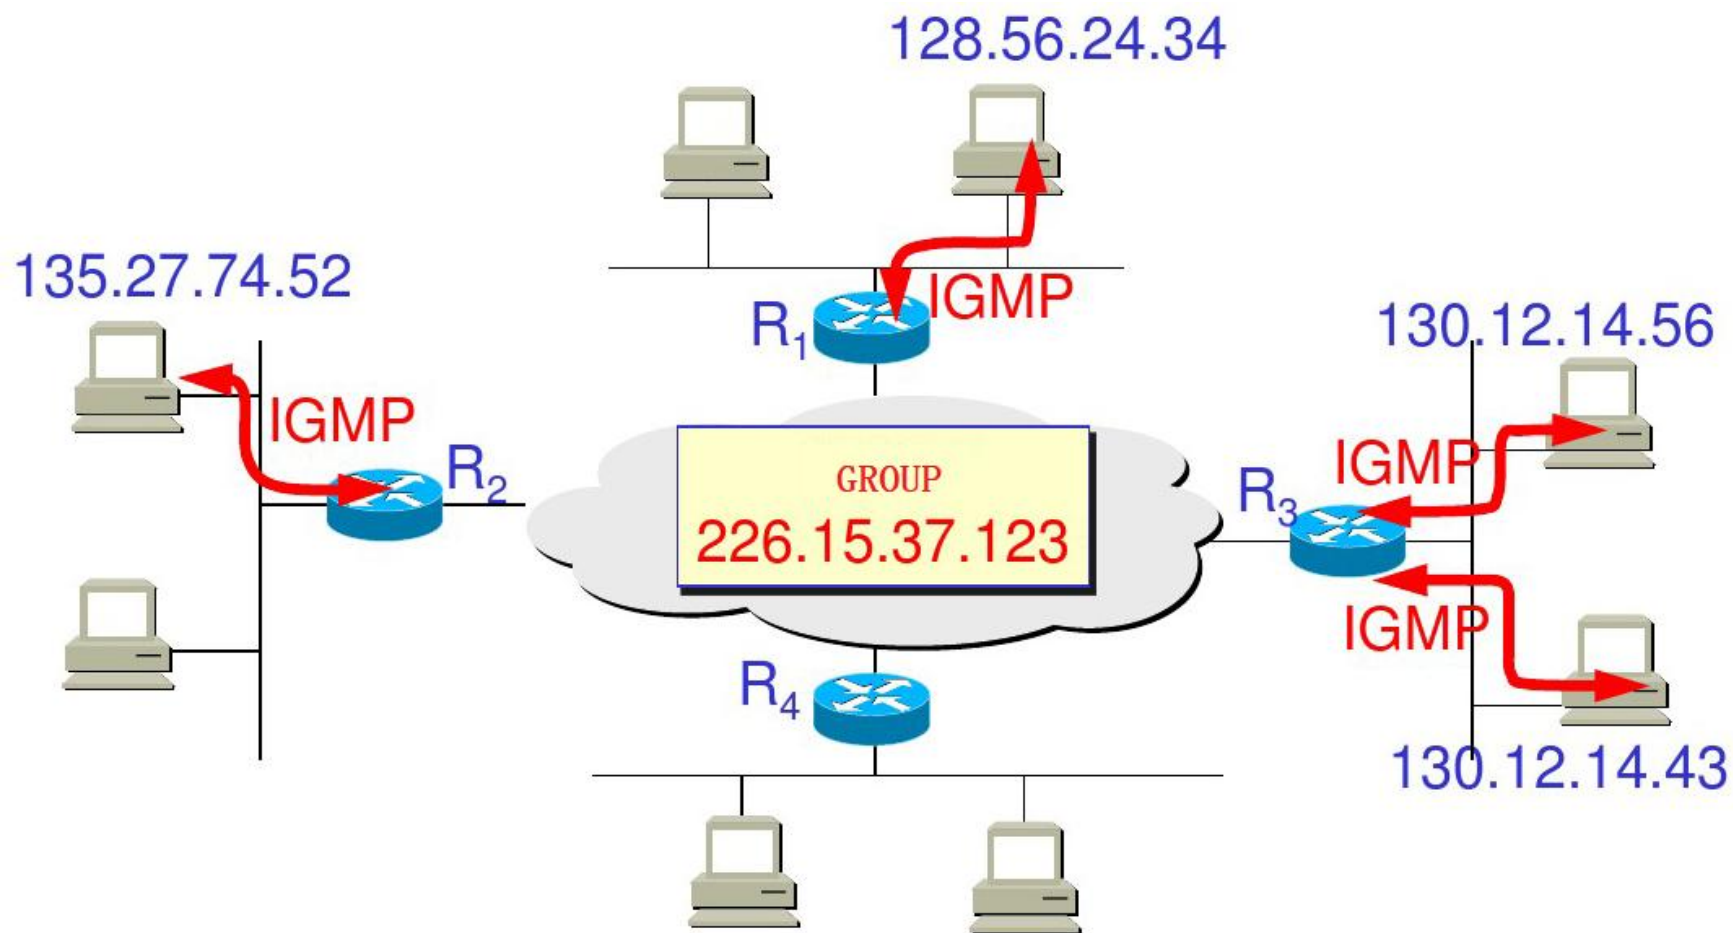 128.56.24.34
135.27.74.52
IGMP
R1
130.12.14.56
IGMP
R2
GROUP
226.15.37.123
IGMP
R3
IGMP
R4
130.12.14.43